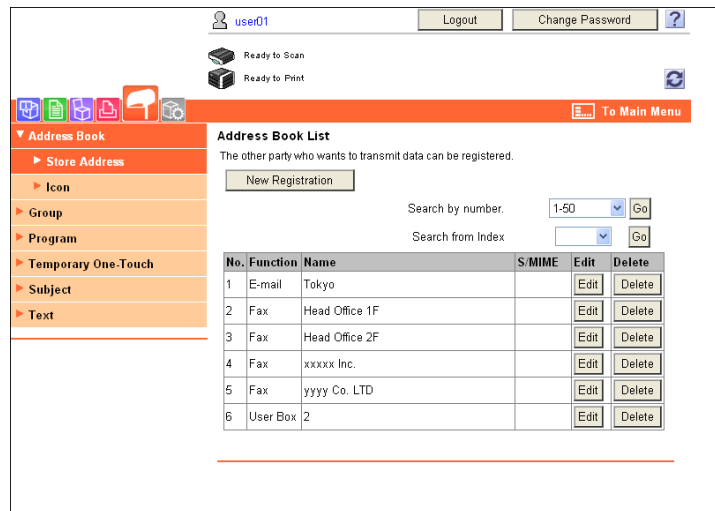 user01 Logout Change Password ?
Ready to Scan
Ready to Print
To Main Menu
Address Book
Store Address
Icon
Group
Program
Temporary One-Touch
Subject
Text
Address Book List
The other party who wants to transmit data can be registered.
New Registration
Search by number. 1-50 Go
Search from Index Go
No. Function Name S/MIME Edit Delete
1 E-mail Tokyo Edit Delete
2 Fax Head Office 1F Edit Delete
3 Fax Head Office 2F Edit Delete
4 Fax xxxxx Inc. Edit Delete
5 Fax yyyy Co. LTD Edit Delete
6 User Box 2 Edit Delete